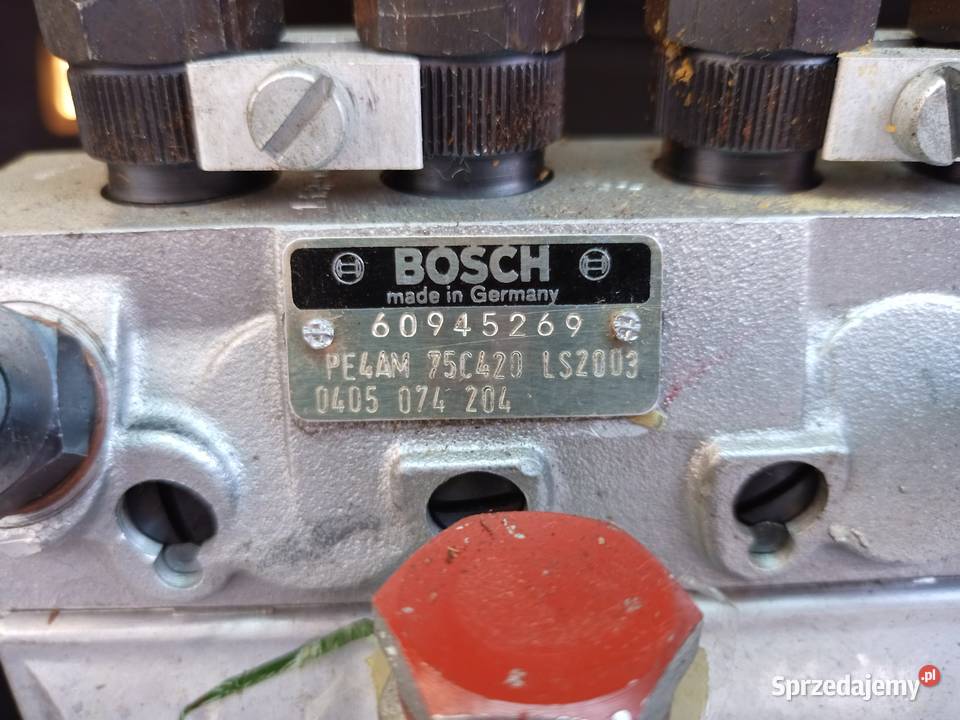 BOSCH
made in Germany
60945269
PE4AM 75C420 LS2003
0405 074 204
Sprzedajemy.pl